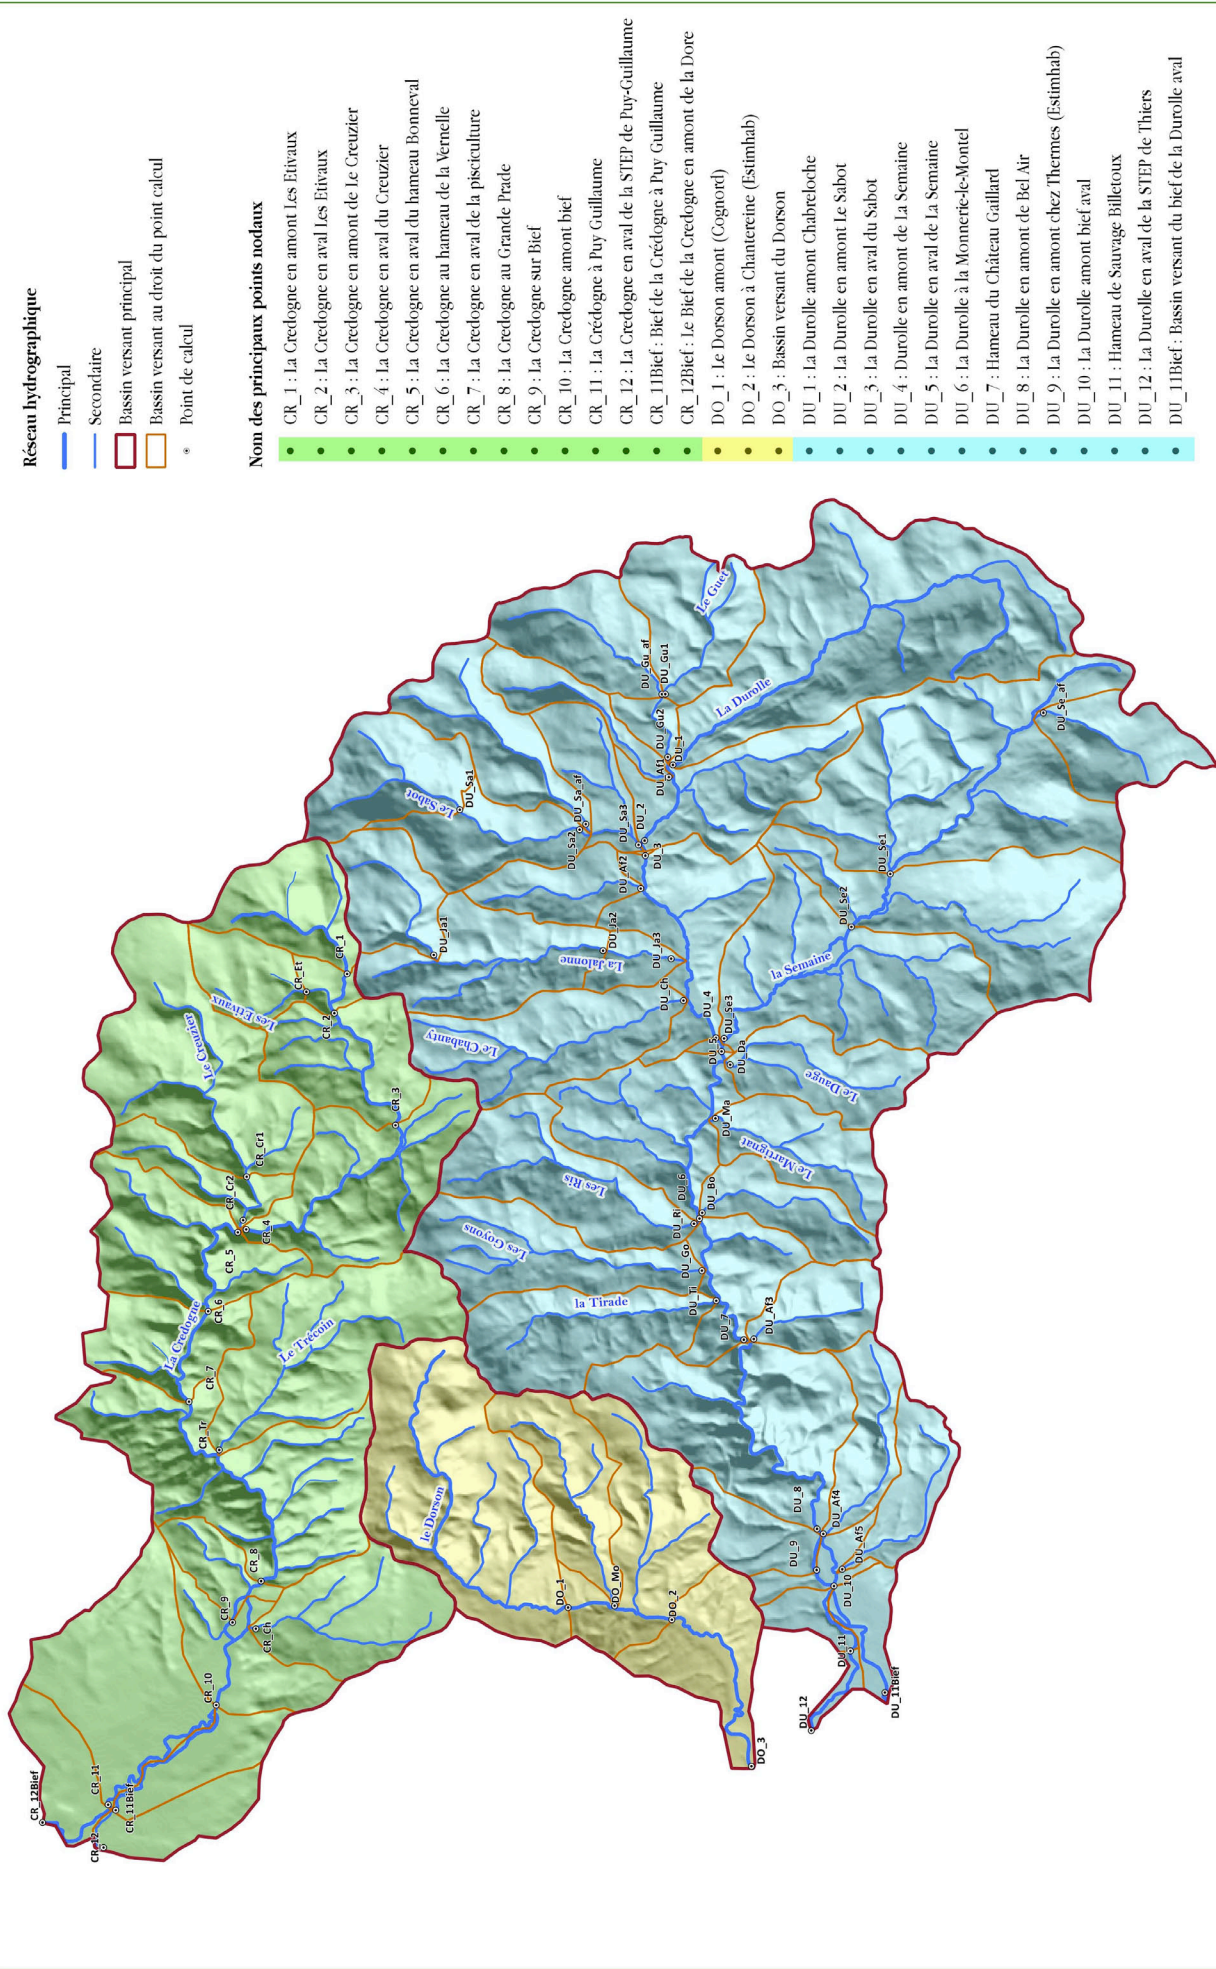 Réseau hydrographique
Principal
Secondaire
Bassin versant principal
Bassin versant au droit du point calcul
Point de calcul
Nom des principaux points nodaux
CR_1 : La Credogne en amont Les Etivaux
CR_2 : La Credogne en aval Les Etivaux
CR_3 : La Credogne en amont de Le Creuzier
CR_4 : La Credogne en aval du Creuzier
CR_5 : La Credogne en aval du hameau Bonneval
CR_6 : La Credogne au hameau de la Vernelle
CR_7 : La Credogne en aval de la pisciculture
CR_8 : La Credogne au Grande Prade
CR_9 : La Credogne sur Bief
CR_10 : La Credogne amont bief
CR_11 : La Crédogne à Puy Guillaume
CR_12 : La Credogne en aval de la STEP de Puy-Guillaume
CR_11Bief : Bief de la Crédogne à Puy Guillaume
CR_12Bief : Le Bief de la Credogne en amont de la Dore
DO_1 : Le Dorson amont (Cognord)
DO_2 : Le Dorson à Chantereine (Estimhab)
DO_3 : Bassin versant du Dorson
DU_1 : La Durolle amont Chabreloche
DU_2 : La Durolle en amont Le Sabot
DU_3 : La Durolle en aval du Sabot
DU_4 : Durolle en amont de La Semaine
DU_5 : La Durolle en aval de La Semaine
DU_6 : La Durolle à la Monnerie-le-Montel
DU_7 : Hameau du Château Gaillard
DU_8 : La Durolle en amont de Bel Air
DU_9 : La Durolle en amont chez Thermes (Estimhab)
DU_10 : La Durolle amont bief aval
DU_11 : Hameau de Sauvage Billetoux
DU_12 : La Durolle en aval de la STEP de Thiers
DU_11Bief : Bassin versant du bief de la Durolle aval
CR_12Bief
CR_12
CR_11
CR_11Bief
CR_10
CR_9
CR_Ch
CR_8
CR_Tr
CR_7
La Credogne
CR_6
Le Trécoin
CR_5
CR_4
CR_Cr2
CR_Cr1
Le Creuzier
CR_3
Les Etivaux
CR_2
CR_Et
CR_1
le Dorson
DO_1
DO_Mo
DO_2
DO_3
Le Chabanty
DU_Ja1
La Jalonne
DU_Ja2
DU_Ja3
DU_Ch
Le Sabot
DU_Sa1
DU_Sa2
DU_Sa_af
DU_Sa3
DU_2
DU_3
DU_Af2
DU_Gu_af
DU_Gu1
DU_Gu2
DU_Af1
DU_1
Le Guet
La Durolle
DU_Se_af
DU_Se1
DU_Se2
la Semaine
DU_4
DU_Se3
DU_5
DU_Da
Le Dauge
DU_Ma
Le Martignat
Les Ris
Les Goyons
la Tirade
DU_6
DU_Bo
DU_Ri
DU_Go
DU_Ti
DU_7
DU_Af3
DU_8
DU_Af4
DU_9
DU_Af5
DU_10
DU_11
DU_11Bief
DU_12